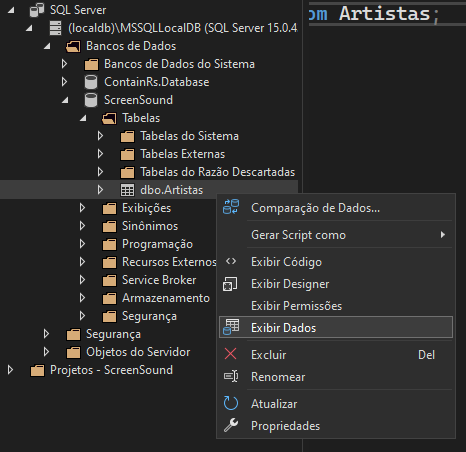 SQL Server
(localdb)\MSSQLLocalDB (SQL Server 15.0.4
om Artistas;
Bancos de Dados
Bancos de Dados do Sistema
ContainRs.Database
ScreenSound
Tabelas
Tabelas do Sistema
Tabelas Externas
Tabelas do Razão Descartadas
dbo.Artistas
Exibições
Sinônimos
Programação
Recursos Externos
Service Broker
Armazenamento
Segurança
Segurança
Objetos do Servidor
Projetos - ScreenSound
Comparação de Dados...
Gerar Script como
Exibir Código
Exibir Designer
Exibir Permissões
Exibir Dados
Excluir Del
Renomear
Atualizar
Propriedades